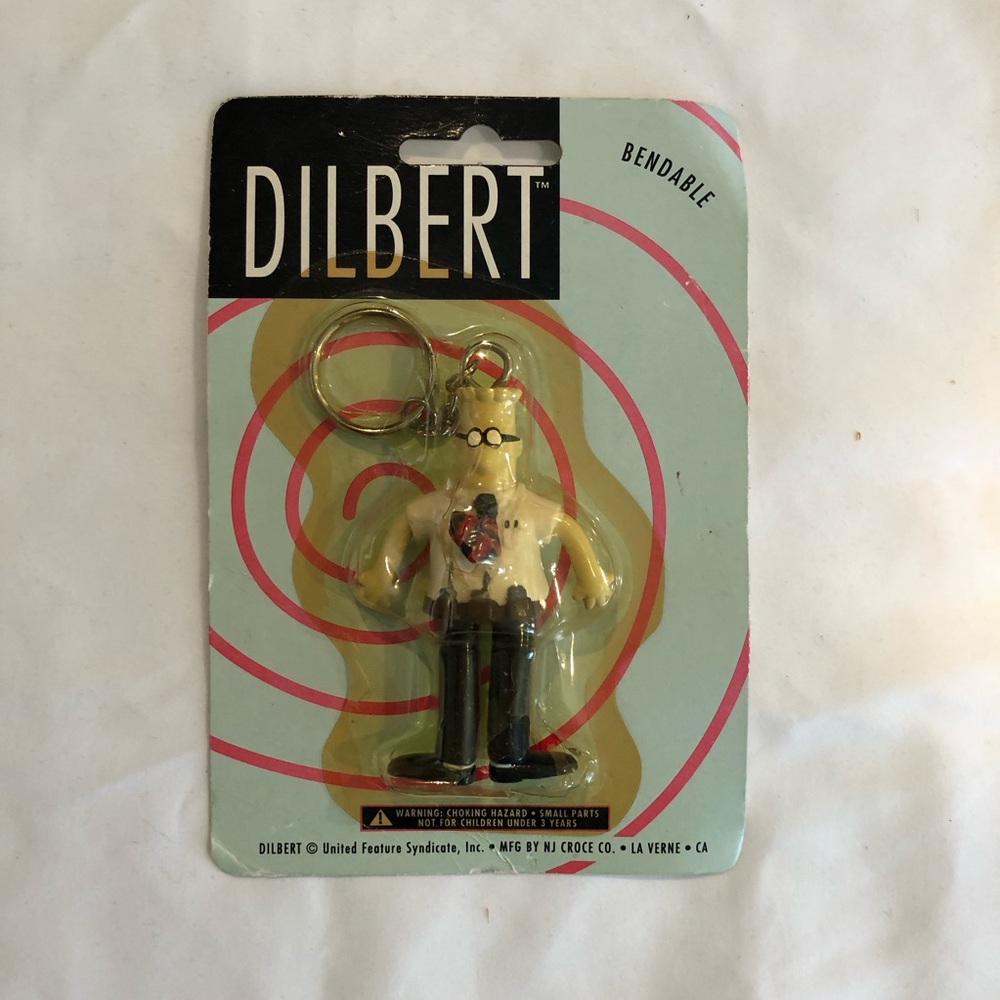 DILBERT™
BENDABLE
WARNING: CHOKING HAZARD • SMALL PARTS
NOT FOR CHILDREN UNDER 3 YEARS
DILBERT © United Feature Syndicate, Inc. • MFG BY NJ CROCE CO. • LA VERNE • CA